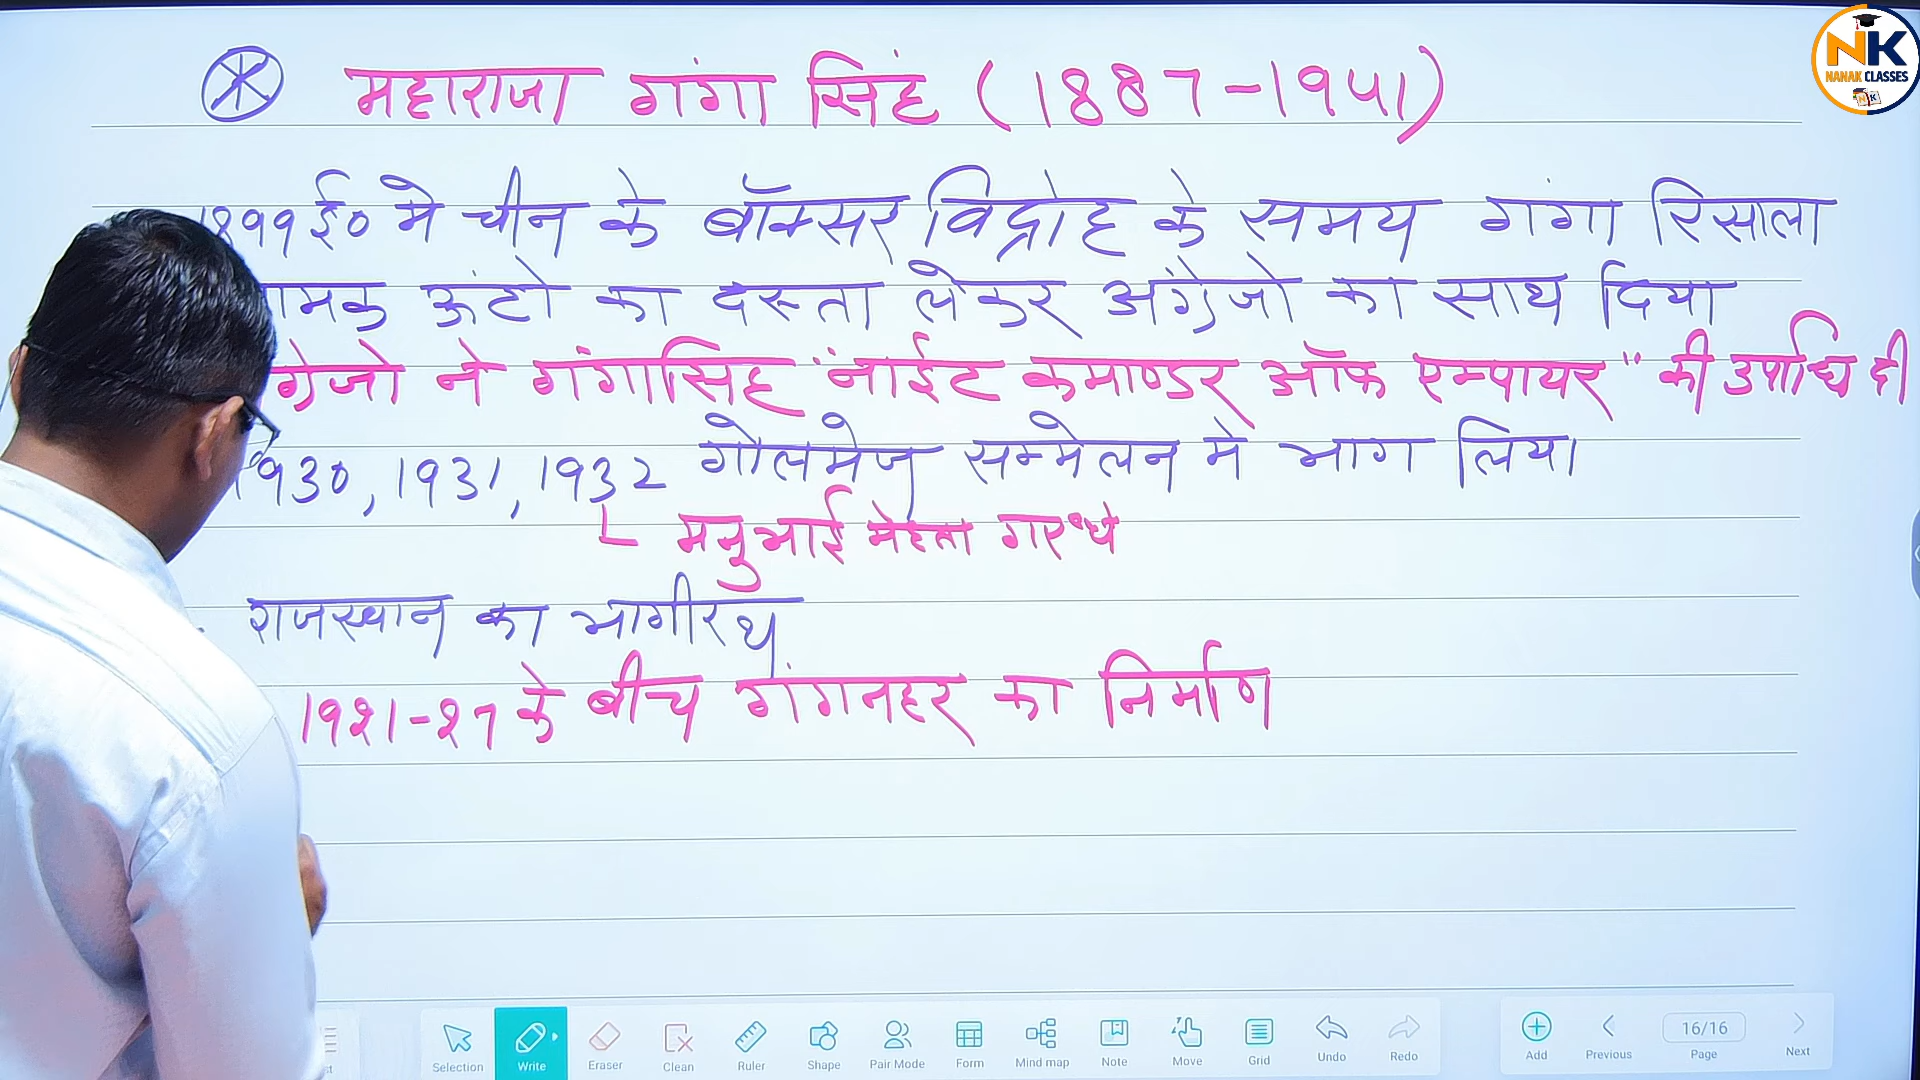 महाराजा गंगा सिंह (1887-1941)
NK
NANAK CLASSES
1899 ई० मे चीन के बॉक्सर विद्रोह के समय गंगा रिसाला
नामक ऊंटो का दस्ता लेकर अंग्रेजो का साथ दिया
ग्रेजो ने गंगासिंह "नाईट कमाण्डर ऑफ एम्पायर" की उपाधि दी
1930, 1931, 1932 गोलमेज सम्मेलन मे भाग लिया
मनुभाई मेहता
राजस्थान का भागीरथ
1921-27 के बीच गंगनहर का निर्माण
Selection Write Eraser Clean Ruler Shape Pair Mode Form Mind map Note Move Grid Undo Redo Add Previous 16/16 Page Next